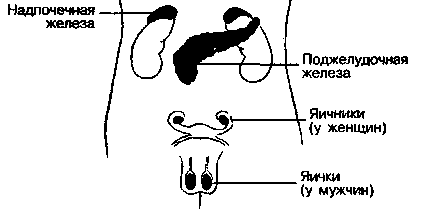 Надпочечная
железа
Поджелудочная
железа
Яичники
(у женщин)
Яички
(у мужчин)